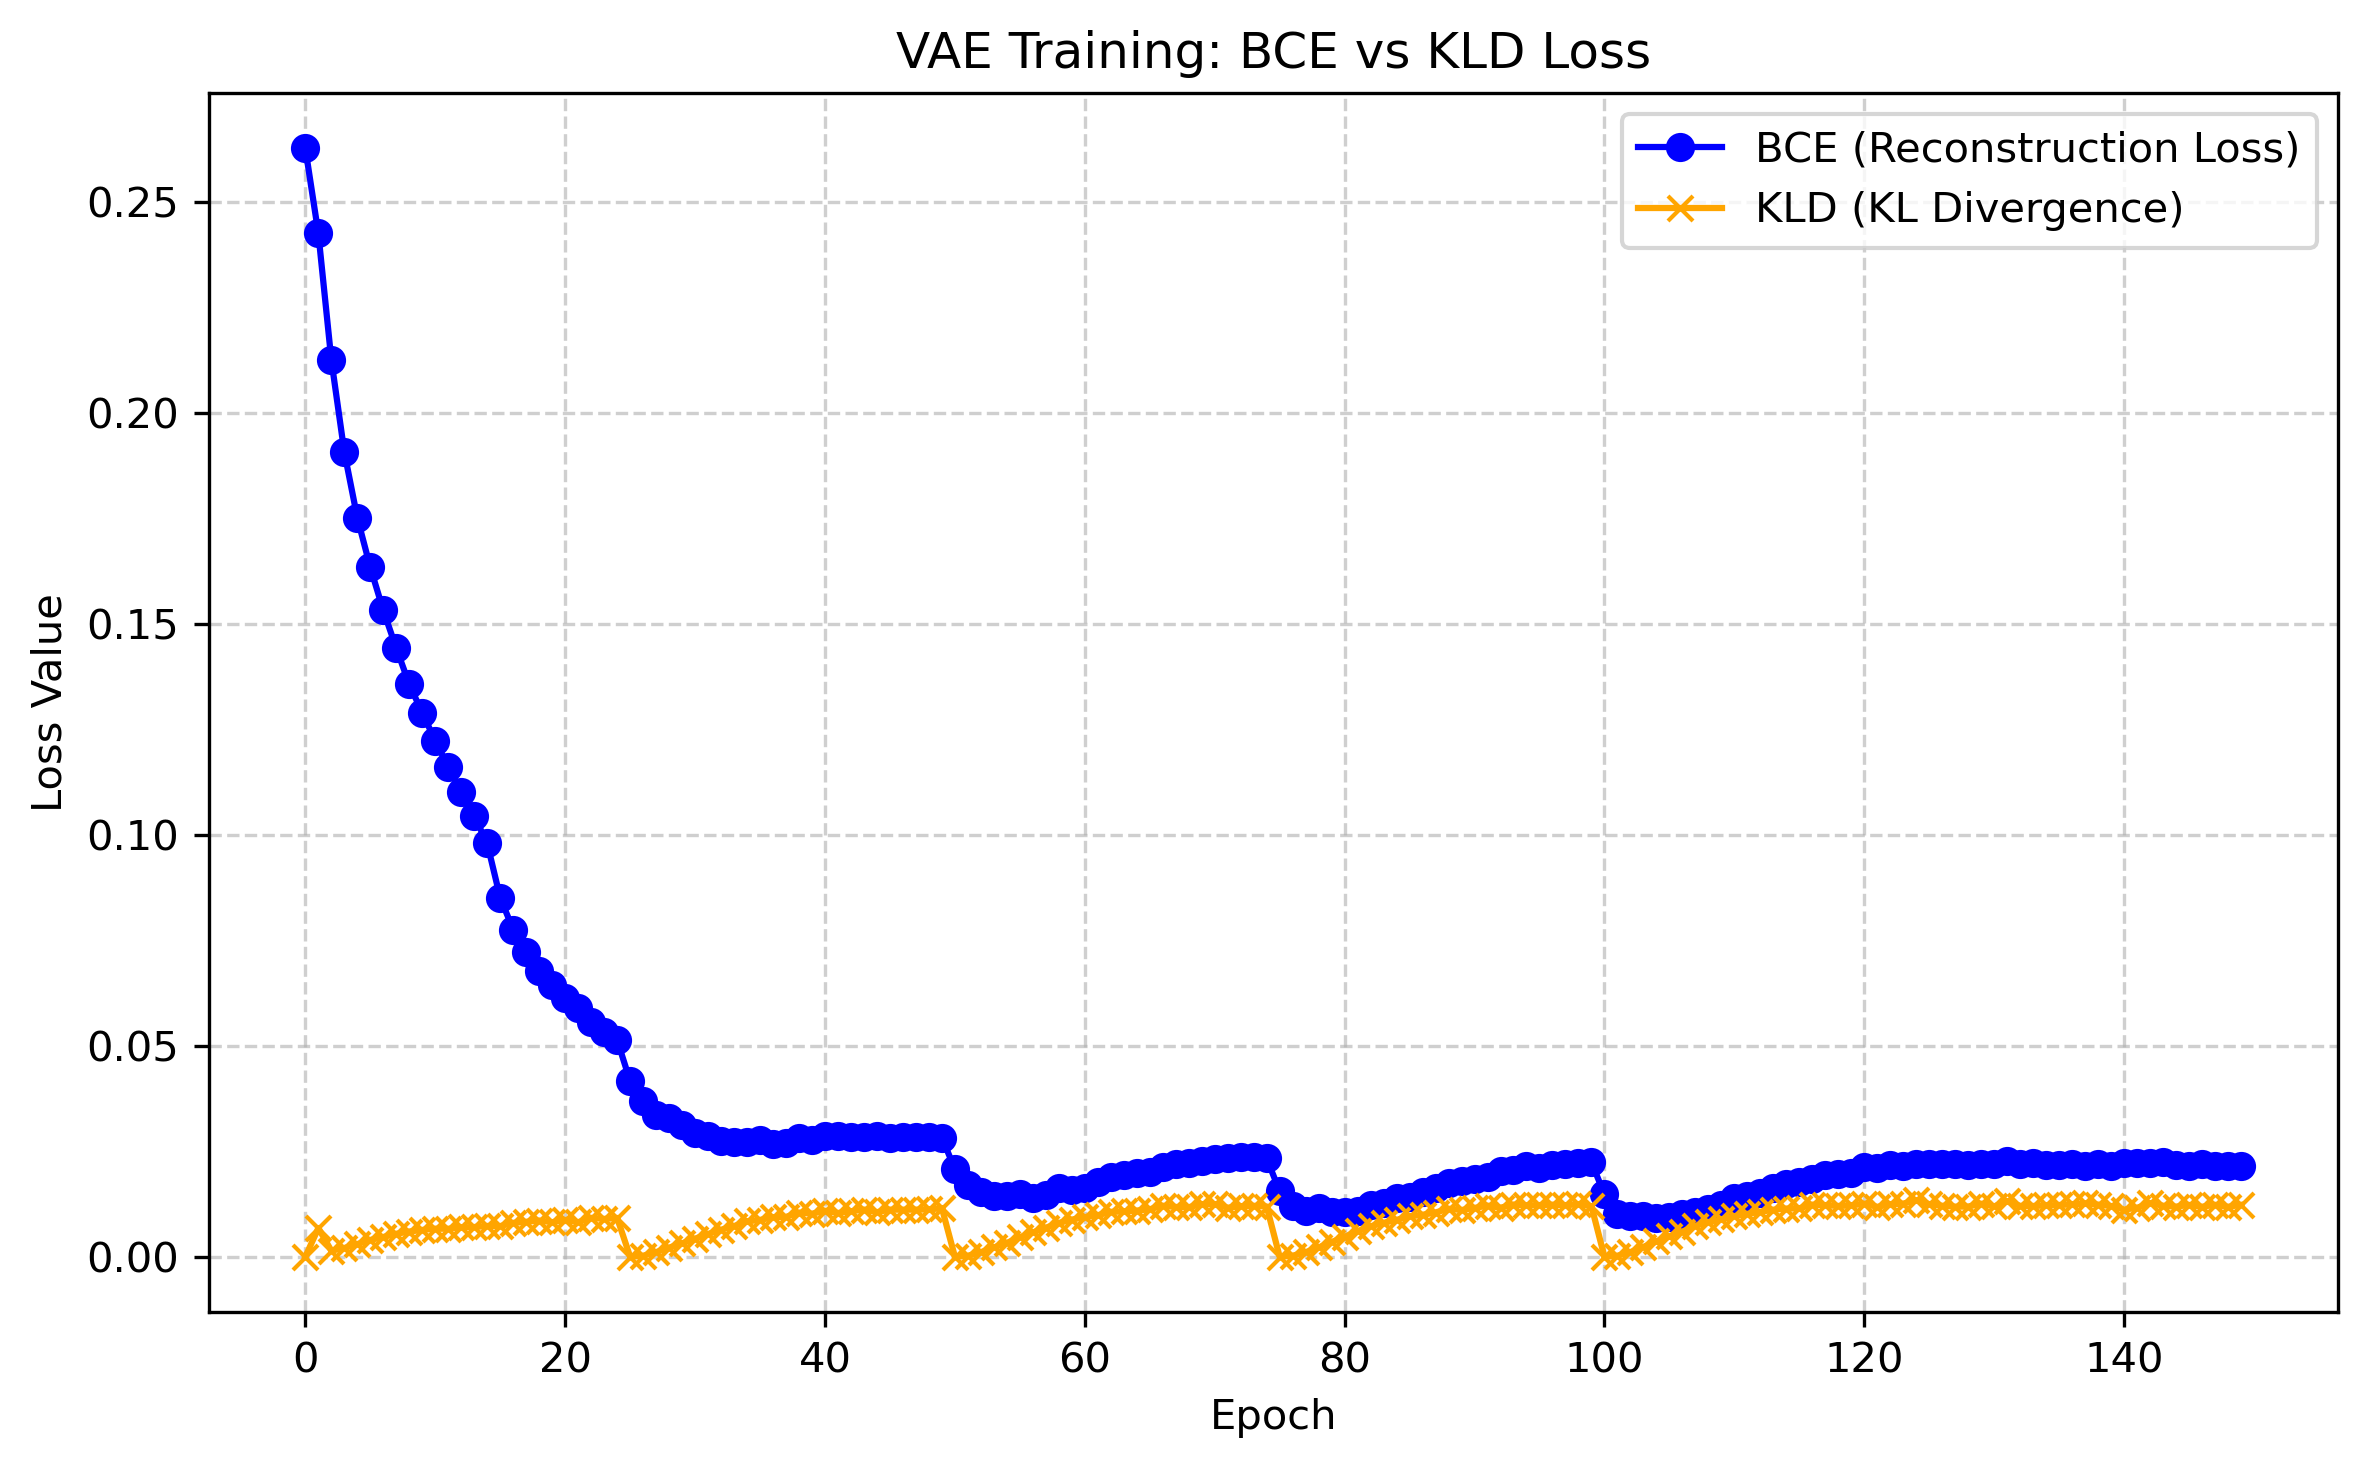 VAE Training: BCE vs KLD Loss
BCE (Reconstruction Loss)
KLD (KL Divergence)
Loss Value
0.25
0.20
0.15
0.10
0.05
0.00
0 20 40 60 80 100 120 140
Epoch